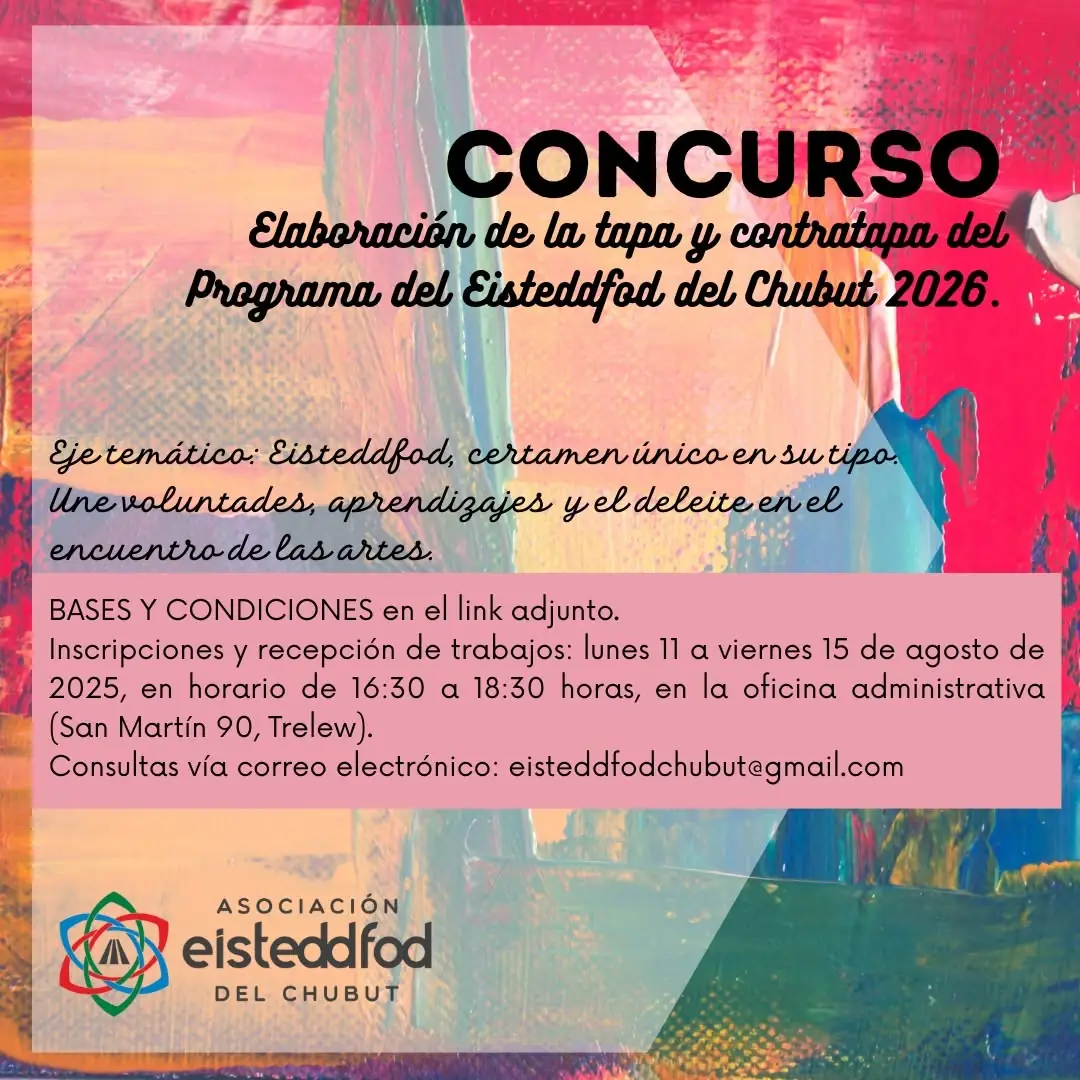 CONCURSO
Elaboración de la tapa y contratapa del
Programa del Eisteddfod del Chubut 2026.
Eje temático: Eisteddfod, certamen único en su tipo.
Une voluntades, aprendizajes y el deleite en el
encuentro de las artes.
BASES Y CONDICIONES en el link adjunto.
Inscripciones y recepción de trabajos: lunes 11 a viernes 15 de agosto de
2025, en horario de 16:30 a 18:30 horas, en la oficina administrativa
(San Martín 90, Trelew).
Consultas vía correo electrónico: eisteddfodchubut@gmail.com
ASOCIACIÓN
eisteddfod
DEL CHUBUT